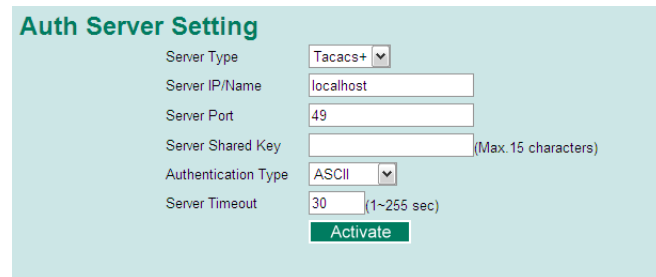 Auth Server Setting
Server Type Tacacs+
Server IP/Name localhost
Server Port 49
Server Shared Key (Max.15 characters)
Authentication Type ASCII
Server Timeout 30 (1~255 sec)
Activate